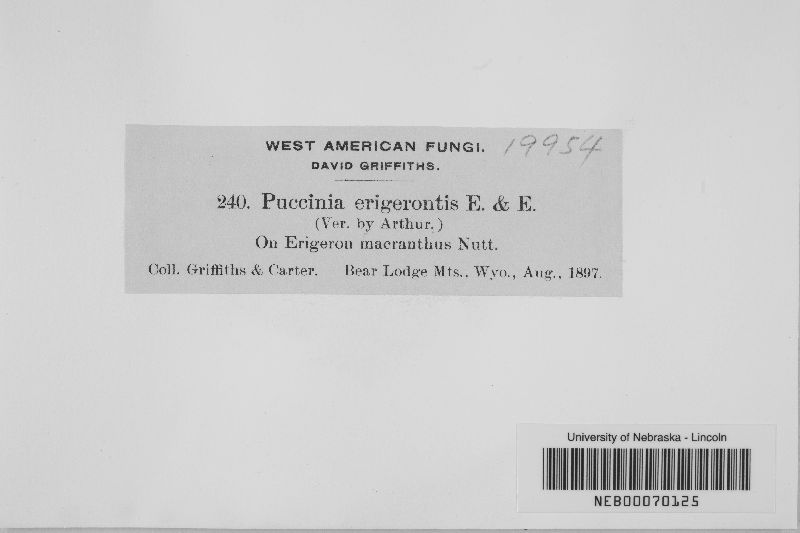 WEST AMERICAN FUNGI. 19954
DAVID GRIFFITHS.
240. Puccinia erigerontis E. & E.
(Ver. by Arthur.)
On Erigeron macranthus Nutt.
Coll. Griffiths & Carter. Bear Lodge Mts., Wyo., Aug., 1897.
University of Nebraska - Lincoln
NEB00070125